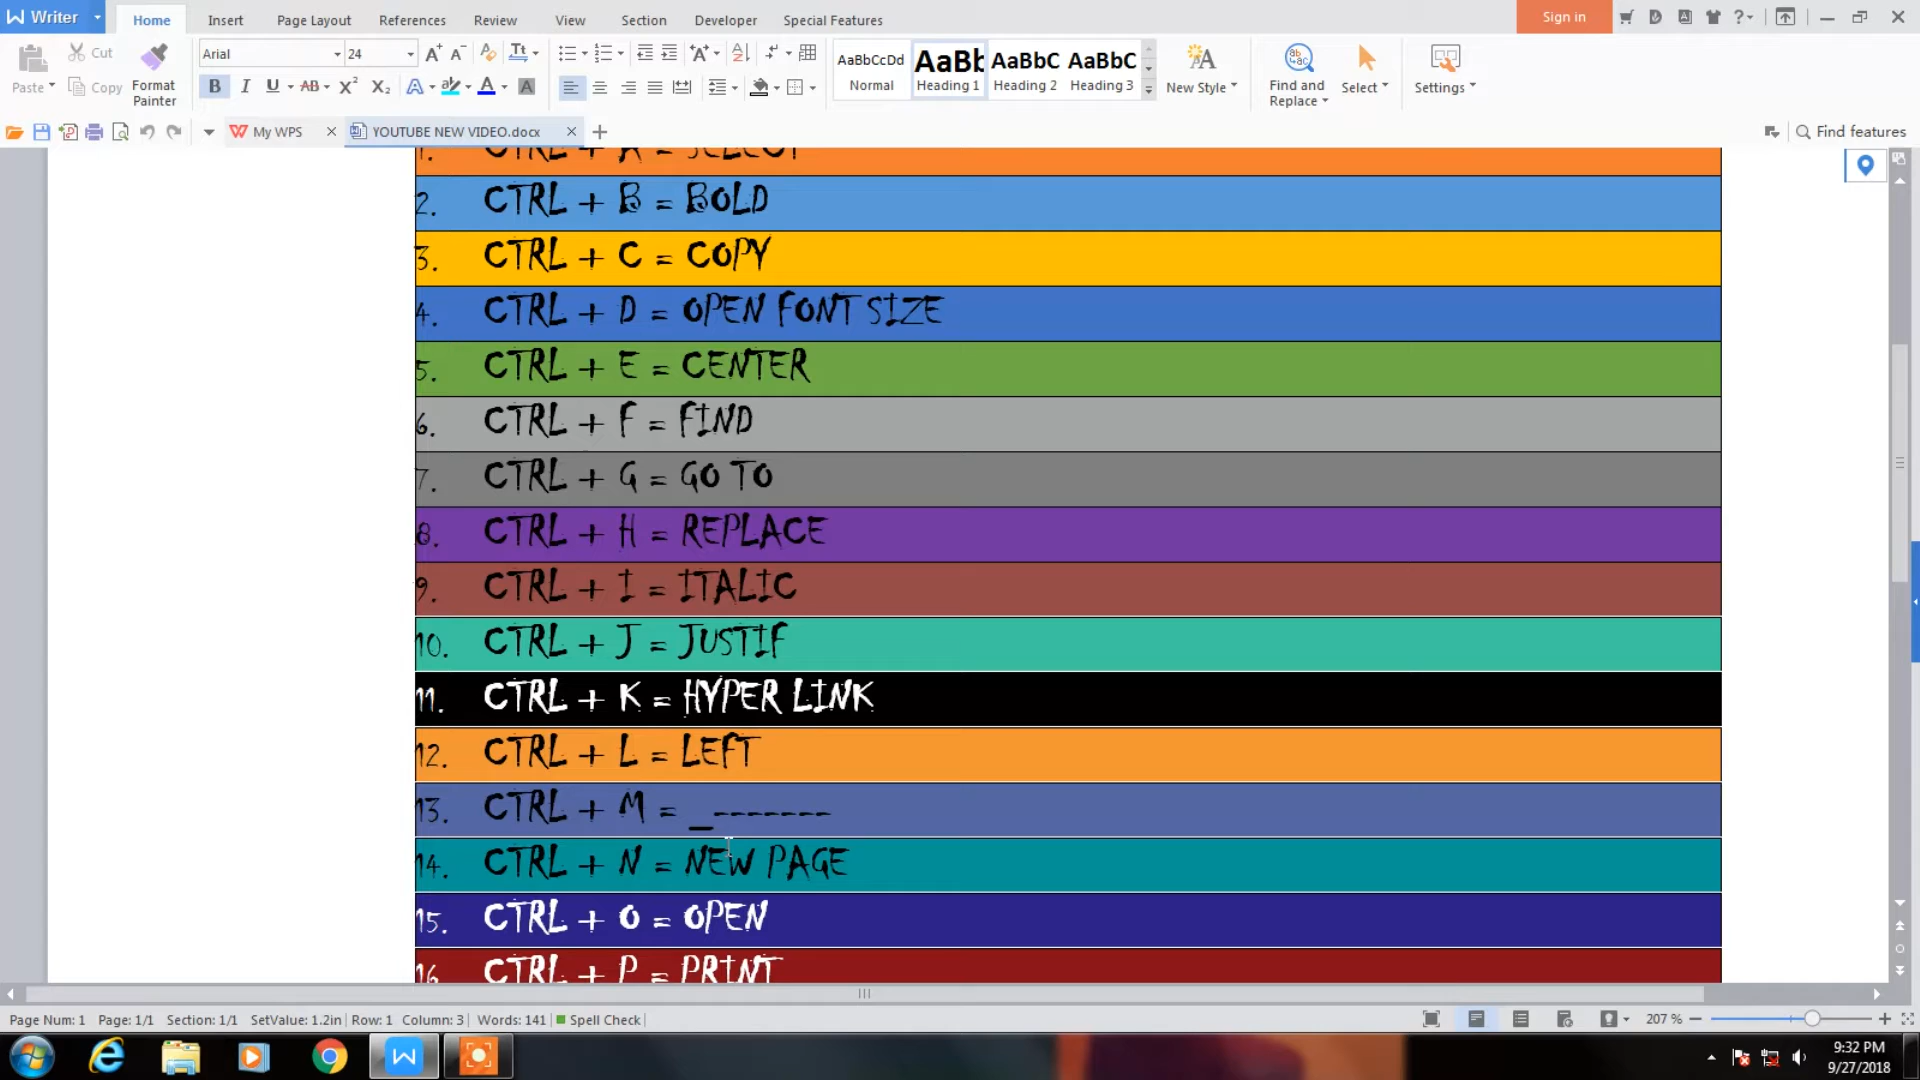 Writer
Home
Insert
Page Layout
References
Review
View
Section
Developer
Special Features
Sign in
Paste
Cut
Copy
Format
Painter
Arial
24
AaBbCcDd
Normal
AaBb
Heading 1
AaBbC
Heading 2
AaBbC
Heading 3
New Style
Find and
Replace
Select
Settings
My WPS
YOUTUBE NEW VIDEO.docx
Find features
1. CTRL + A = SELECT
2. CTRL + B = BOLD
3. CTRL + C = COPY
4. CTRL + D = OPEN FONT SIZE
5. CTRL + E = CENTER
6. CTRL + F = FIND
7. CTRL + G = GO TO
8. CTRL + H = REPLACE
9. CTRL + I = ITALIC
10. CTRL + J = JUSTIF
11. CTRL + K = HYPER LINK
12. CTRL + L = LEFT
13. CTRL + M = _-------
14. CTRL + N = NEW PAGE
15. CTRL + O = OPEN
16. CTRL + P = PRINT
Page Num: 1 Page: 1/1 Section: 1/1 SetValue: 1.2in Row: 1 Column: 3 Words: 141 Spell Check
207 %
9:32 PM
9/27/2018